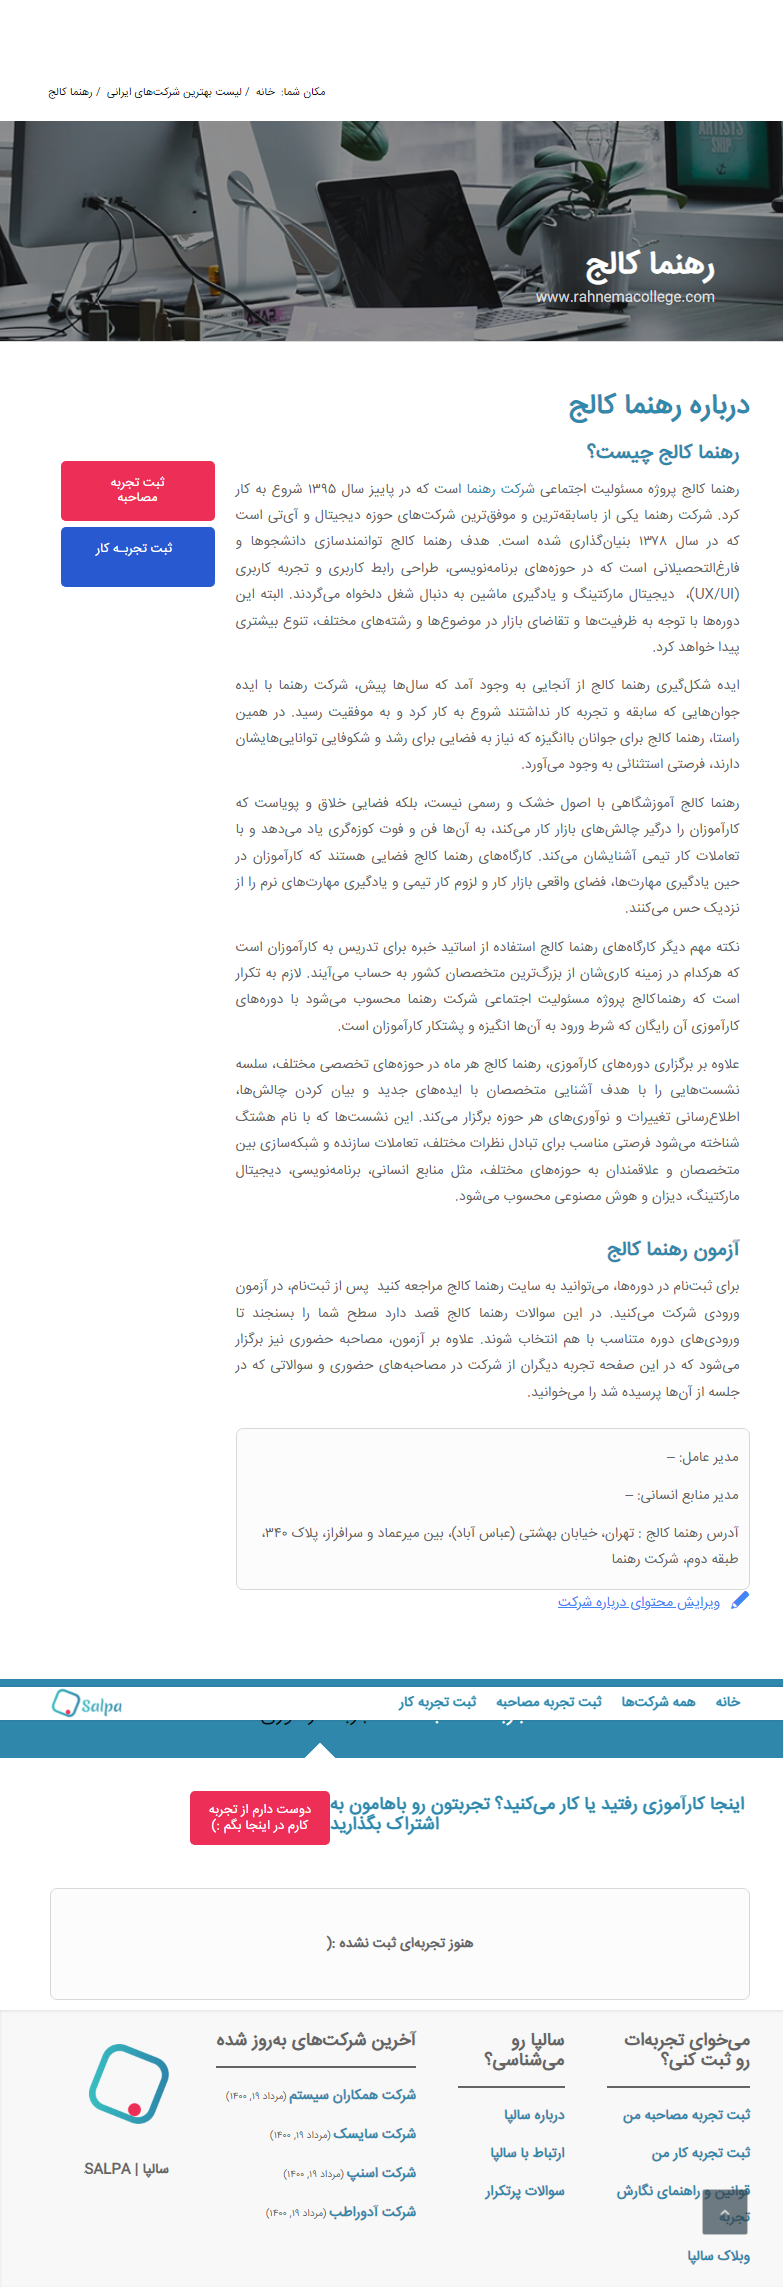 مکان شما: خانه / لیست بهترین شرکت‌های ایرانی / رهنما کالج
ARTISTS
SHIP
رهنما کالج
www.rahnemacollege.com
درباره رهنما کالج
رهنما کالج چیست؟
ثبت تجربه
مصاحبه
ثبت تجربـه کار
رهنما کالج پروژه مسئولیت اجتماعی شرکت رهنما است که در پاییز سال ۱۳۹۵ شروع به کار
کرد. شرکت رهنما یکی از باسابقه‌ترین و موفق‌ترین شرکت‌های حوزه دیجیتال و آی‌تی است
که در سال ۱۳۷۸ بنیان‌گذاری شده است. هدف رهنما کالج توانمندسازی دانشجوها و
فارغ‌التحصیلانی است که در حوزه‌های برنامه‌نویسی، طراحی رابط کاربری و تجربه کاربری
(UX/UI)، دیجیتال مارکتینگ و یادگیری ماشین به دنبال شغل دلخواه می‌گردند. البته این
دوره‌ها با توجه به ظرفیت‌ها و تقاضای بازار در موضوع‌ها و رشته‌های مختلف، تنوع بیشتری
پیدا خواهد کرد.
ایده شکل‌گیری رهنما کالج از آنجایی به وجود آمد که سال‌ها پیش، شرکت رهنما با ایده
جوان‌هایی که سابقه و تجربه کار نداشتند شروع به کار کرد و به موفقیت رسید. در همین
راستا، رهنما کالج برای جوانان باانگیزه که نیاز به فضایی برای رشد و شکوفایی توانایی‌هایشان
دارند، فرصتی استثنائی به وجود می‌آورد.
رهنما کالج آموزشگاهی با اصول خشک و رسمی نیست، بلکه فضایی خلاق و پویاست که
کارآموزان را درگیر چالش‌های بازار کار می‌کند، به آن‌ها فن و فوت کوزه‌گری یاد می‌دهد و با
تعاملات کار تیمی آشنایشان می‌کند. کارگاه‌های رهنما کالج فضایی هستند که کارآموزان در
حین یادگیری مهارت‌ها، فضای واقعی بازار کار و لزوم کار تیمی و یادگیری مهارت‌های نرم را از
نزدیک حس می‌کنند.
نکته مهم دیگر کارگاه‌های رهنما کالج استفاده از اساتید خبره برای تدریس به کارآموزان است
که هرکدام در زمینه کاری‌شان از بزرگ‌ترین متخصصان کشور به حساب می‌آیند. لازم به تکرار
است که رهنماکالج پروژه مسئولیت اجتماعی شرکت رهنما محسوب می‌شود با دوره‌های
کارآموزی آن رایگان که شرط ورود به آن‌ها انگیزه و پشتکار کارآموزان است.
علاوه بر برگزاری دوره‌های کارآموزی، رهنما کالج هر ماه در حوزه‌های تخصصی مختلف، سلسه
نشست‌هایی را با هدف آشنایی متخصصان با ایده‌های جدید و بیان کردن چالش‌ها،
اطلاع‌رسانی تغییرات و نوآوری‌های هر حوزه برگزار می‌کند. این نشست‌ها که با نام هشتگ
شناخته می‌شود فرصتی مناسب برای تبادل نظرات مختلف، تعاملات سازنده و شبکه‌سازی بین
متخصصان و علاقمندان به حوزه‌های مختلف، مثل منابع انسانی، برنامه‌نویسی، دیجیتال
مارکتینگ، دیزان و هوش مصنوعی محسوب می‌شود.
آزمون رهنما کالج
برای ثبت‌نام در دوره‌ها، می‌توانید به سایت رهنما کالج مراجعه کنید پس از ثبت‌نام، در آزمون
ورودی شرکت می‌کنید. در این سوالات رهنما کالج قصد دارد سطح شما را بسنجند تا
ورودی‌های دوره متناسب با هم انتخاب شوند. علاوه بر آزمون، مصاحبه حضوری نیز برگزار
می‌شود که در این صفحه تجربه دیگران از شرکت در مصاحبه‌های حضوری و سوالاتی که در
جلسه از آن‌ها پرسیده شد را می‌خوانید.
مدیر عامل: –
مدیر منابع انسانی: –
آدرس رهنما کالج : تهران، خیابان بهشتی (عباس آباد)، بین میرعماد و سرافراز، پلاک ۳۴۰،
طبقه دوم، شرکت رهنما
ویرایش محتوای درباره شرکت
خانه همه شرکت‌ها ثبت تجربه مصاحبه ثبت تجربه کار Salpa
اینجا کارآموزی رفتید یا کار می‌کنید؟ تجربتون رو باهامون به
اشتراک بگذارید
دوست دارم از تجربه
کارم در اینجا بگم :)
هنوز تجربه‌ای ثبت نشده :(
می‌خوای تجربه‌ات
رو ثبت کنی؟
ثبت تجربه مصاحبه من
ثبت تجربه کار من
قوانین و راهنمای نگارش
تجربه
وبلاک سالپا
سالپا رو
می‌شناسی؟
درباره سالپا
ارتباط با سالپا
سوالات پرتکرار
آخرین شرکت‌های به‌روز شده
شرکت همکاران سیستم (مرداد ۱۹, ۱۴۰۰)
شرکت سایسک (مرداد ۱۹, ۱۴۰۰)
شرکت اسنپ (مرداد ۱۹, ۱۴۰۰)
شرکت آدوراطب (مرداد ۱۹, ۱۴۰۰)
سالپا | SALPA